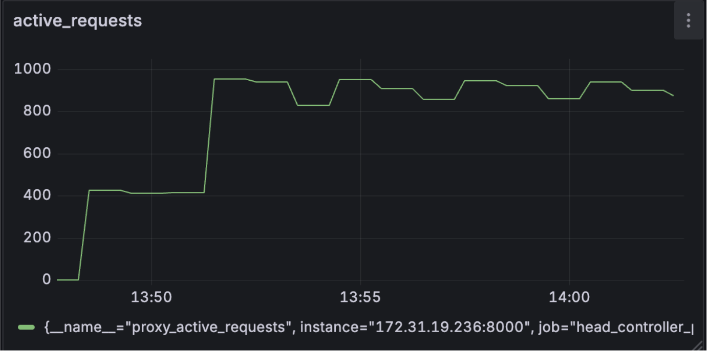 active_requests
1000
800
600
400
200
0
13:50 13:55 14:00
{__name__="proxy_active_requests", instance="172.31.19.236:8000", job="head_controller_